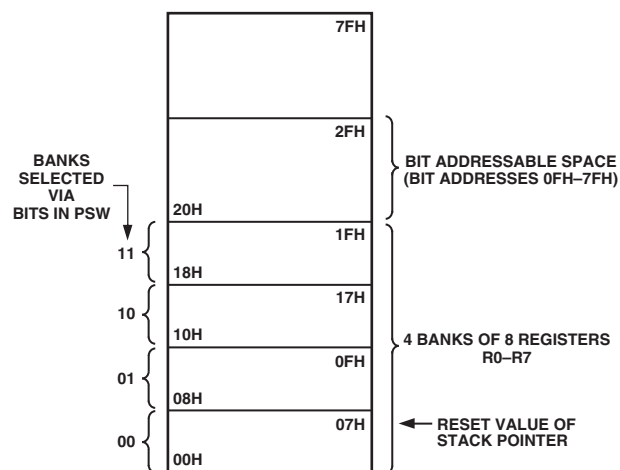 7FH
2FH
BANKS
SELECTED
VIA
BITS IN PSW
BIT ADDRESSABLE SPACE
(BIT ADDRESSES 0FH–7FH)
20H
1FH
11
18H
17H
10
10H
4 BANKS OF 8 REGISTERS
R0–R7
0FH
01
08H
07H
RESET VALUE OF
STACK POINTER
00
00H